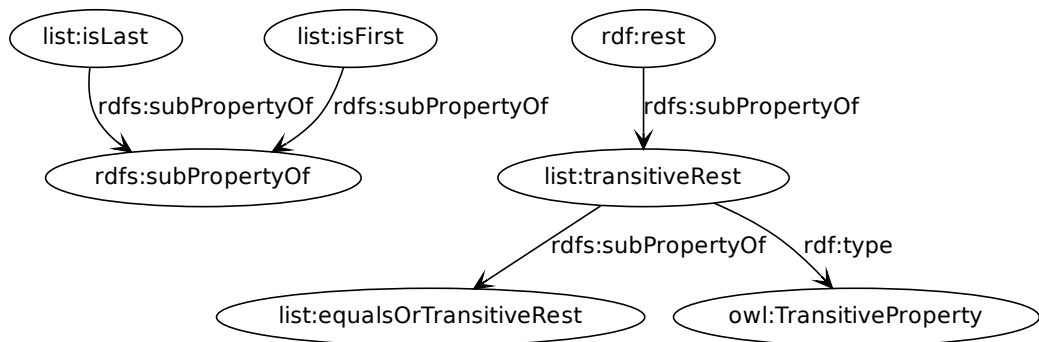 list:isLast
list:isFirst
rdf:rest
rdfs:subPropertyOf
rdfs:subPropertyOf
rdfs:subPropertyOf
rdfs:subPropertyOf
list:transitiveRest
rdfs:subPropertyOf
rdf:type
list:equalsOrTransitiveRest
owl:TransitiveProperty